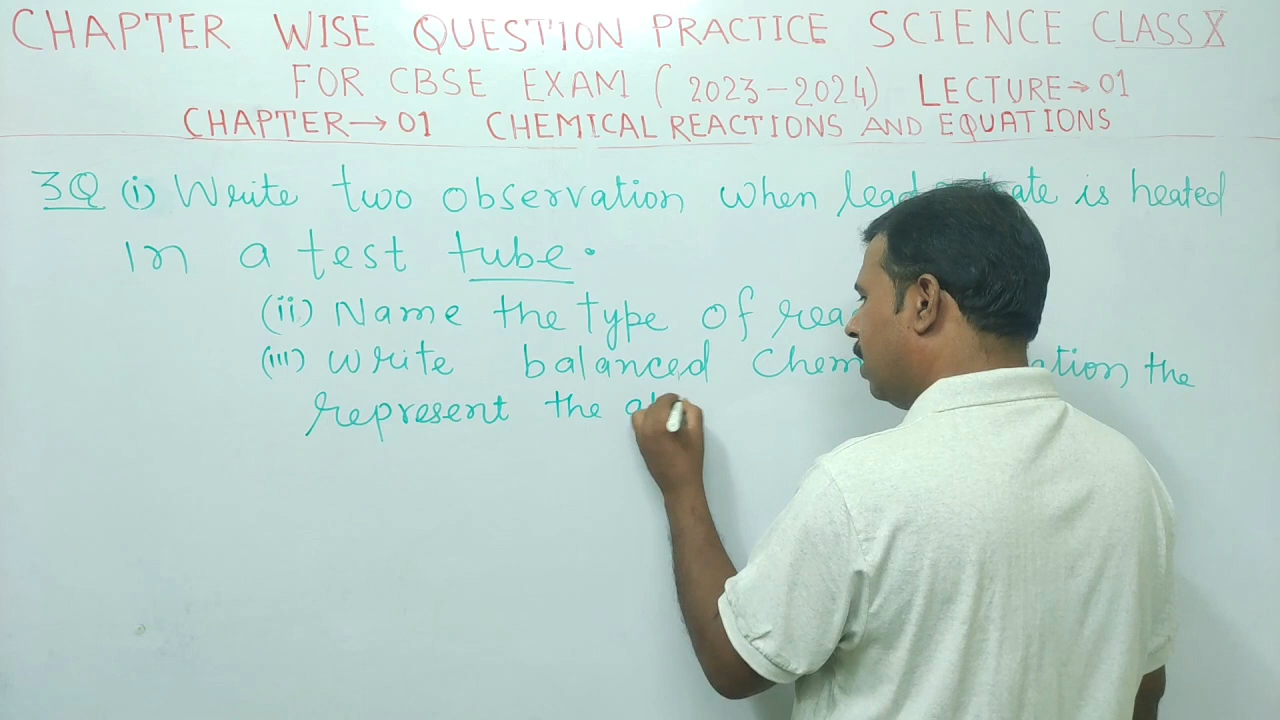 CHAPTER WISE QUESTION PRACTICE SCIENCE CLASS X
FOR CBSE EXAM (2023-2024) LECTURE→01
CHAPTER→01 CHEMICAL REACTIONS AND EQUATIONS
3Q (i) Write two observation when lead is heated
in a test tube.
(ii) Name the type of
(iii) Write balanced the
represent the